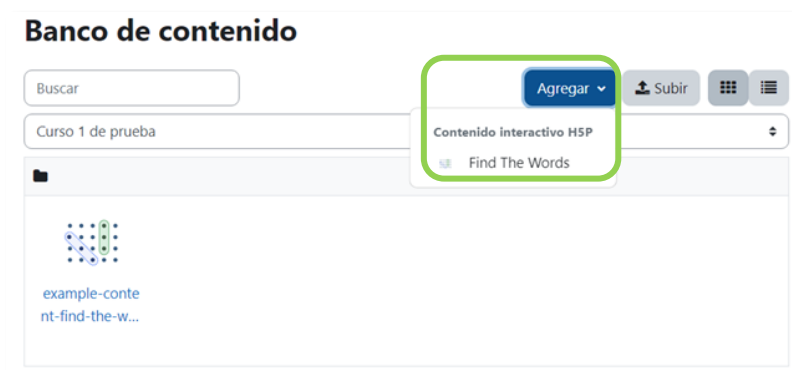 Banco de contenido
Buscar
Agregar
Subir
Curso 1 de prueba
Contenido interactivo H5P
Find The Words
example-conte
nt-find-the-w...